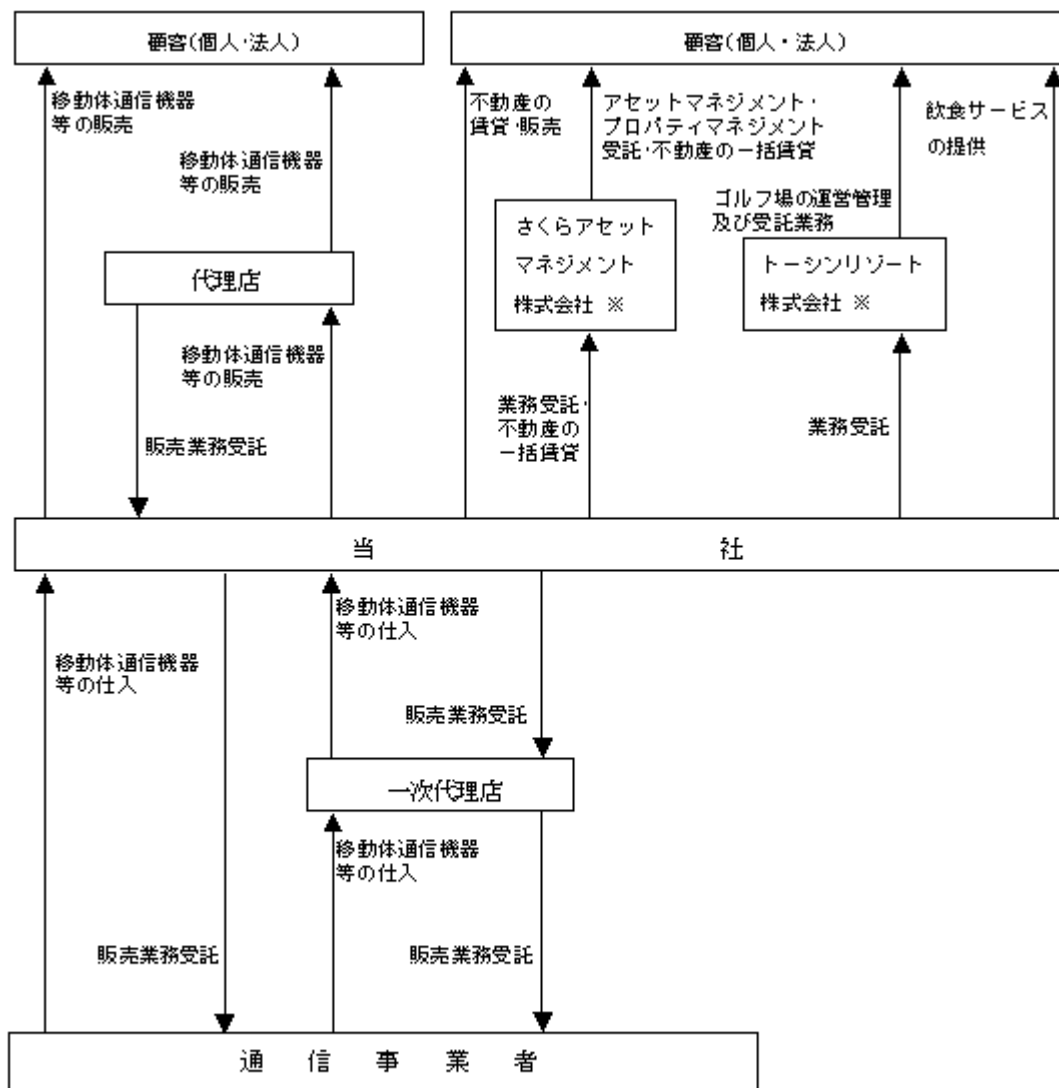 顧客(個人･法人)
顧客(個人・法人)
移動体通信機器
等の販売
移動体通信機器
等の販売
不動産の
賃貸･販売
アセットマネジメント・
プロパティマネジメント
受託･不動産の一括賃貸
飲食サービス
の提供
ゴルフ場の運営管理
及び受託業務
代理店
さくらアセット
マネジメント
株式会社 ※
トーシンリゾート
株式会社 ※
移動体通信機器
等の販売
販売業務受託
業務受託･
不動産の
一括賃貸
業務受託
当社
移動体通信機器
等の仕入
移動体通信機器
等の仕入
販売業務受託
一次代理店
移動体通信機器
等の仕入
販売業務受託
販売業務受託
通信事業者